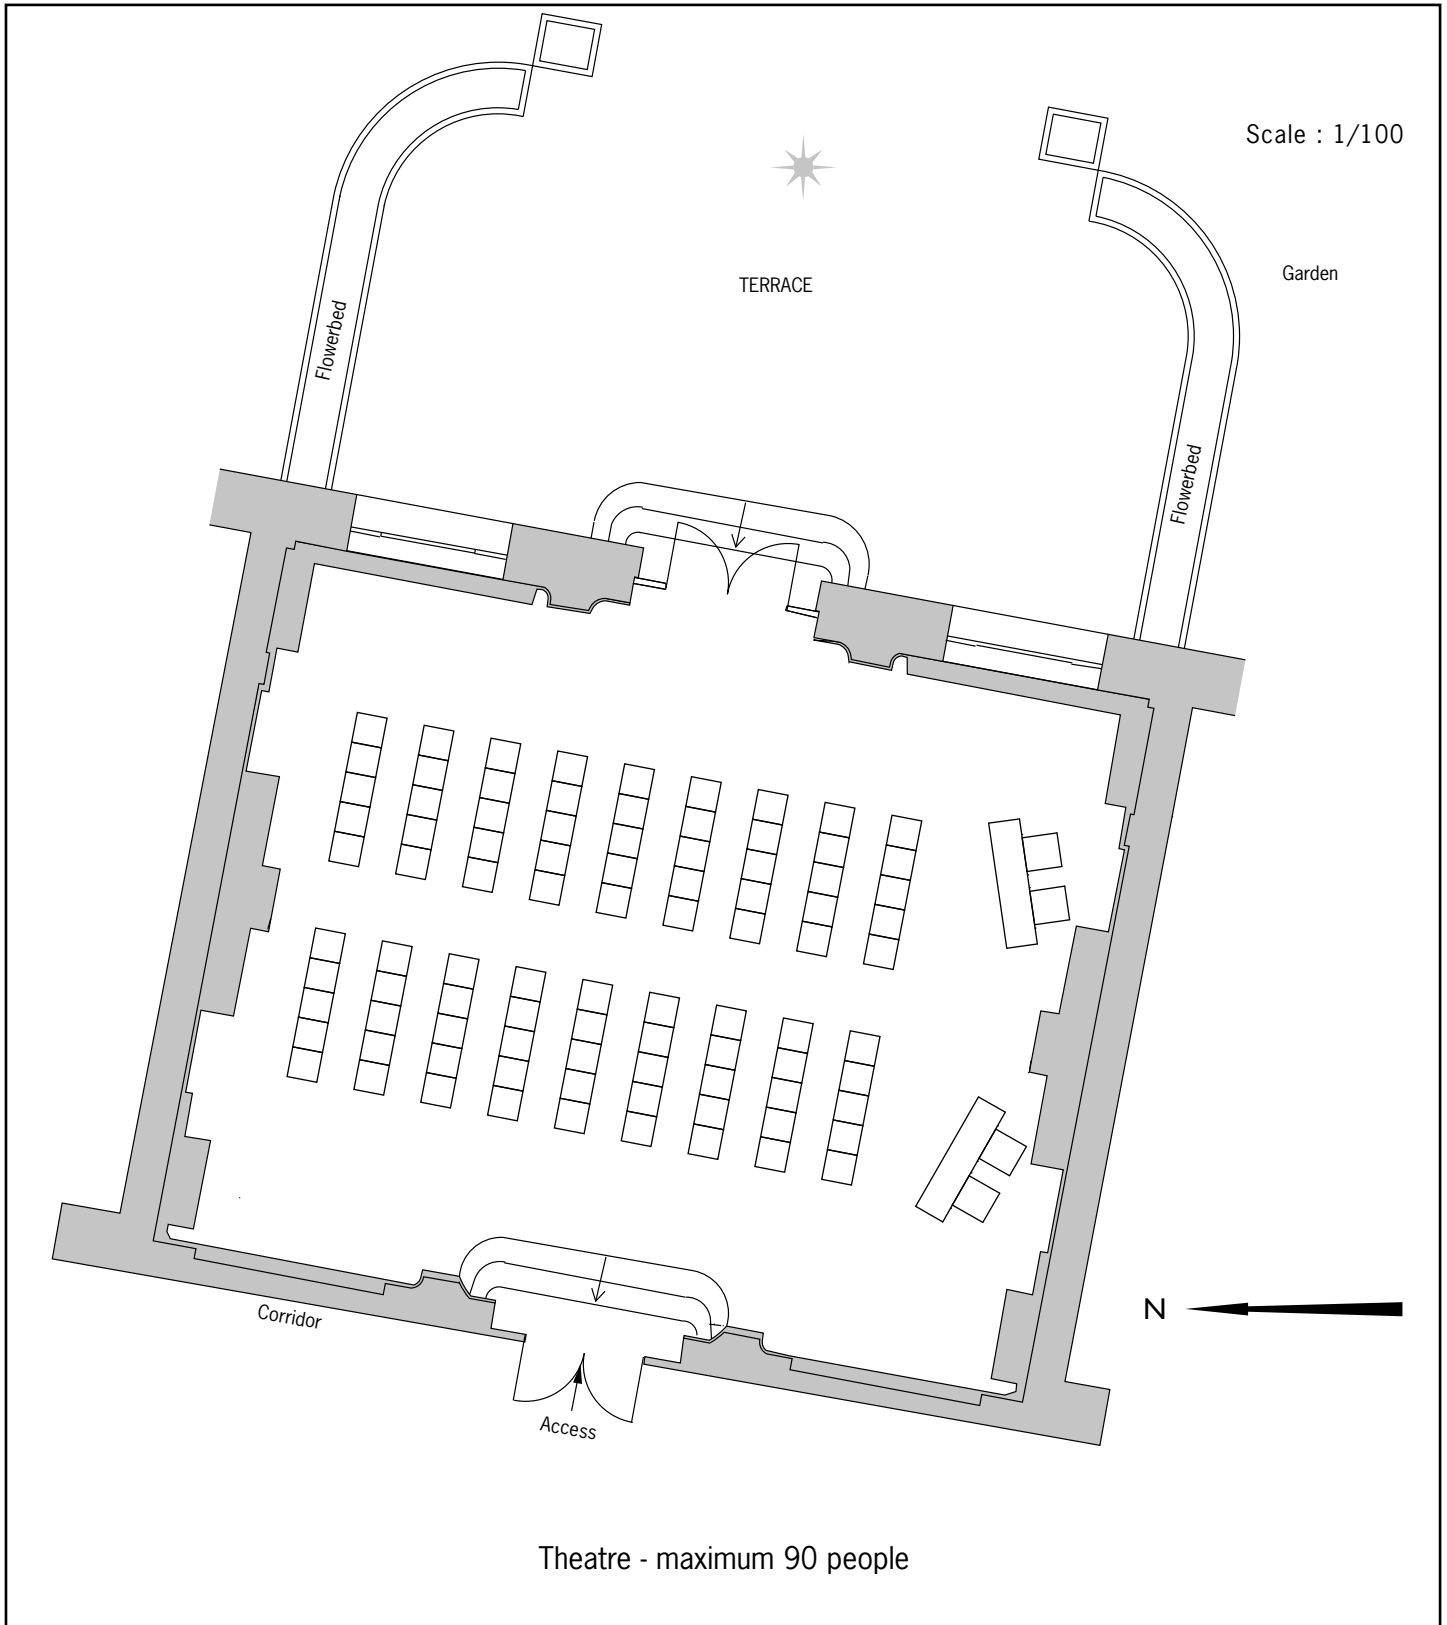 Scale : 1/100
Garden
TERRACE
Flowerbed
Flowerbed
N
Corridor
Access
Theatre - maximum 90 people